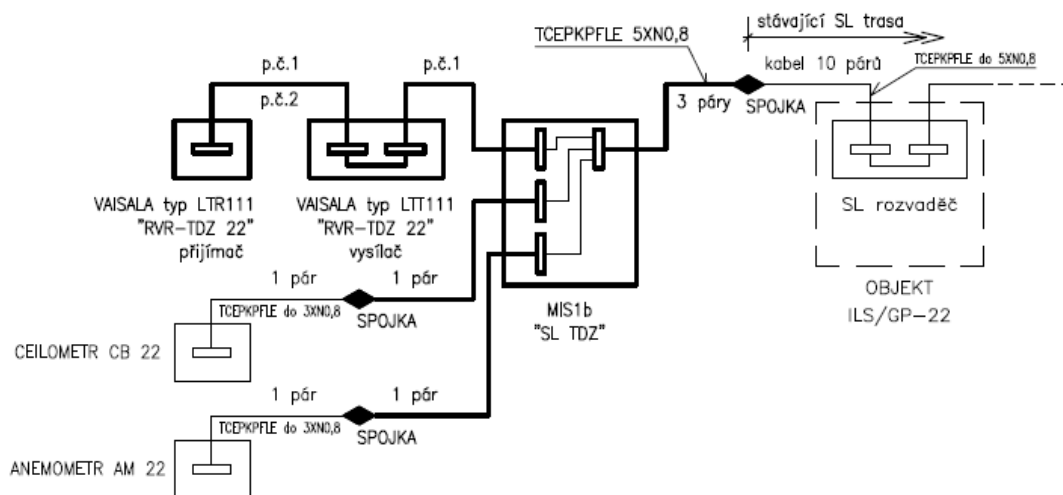 stávající SL trasa
TCEPKPFLE 5XN0,8
TCEPKPFLE do 5XN0,8
p.č.1
p.č.1
kabel 10 párů
p.č.2
3 páry
SPOJKA
VAISALA typ LTR111
"RVR-TDZ 22"
přijímač
VAISALA typ LTT111
"RVR-TDZ 22"
vysílač
SL rozvaděč
1 pár
1 pár
TCEPKPFLE do 3XN0,8
SPOJKA
MIS1b
"SL TDZ"
OBJEKT
ILS/GP-22
CEILOMETR CB 22
1 pár
1 pár
TCEPKPFLE do 3XN0,8
SPOJKA
ANEMOMETR AM 22